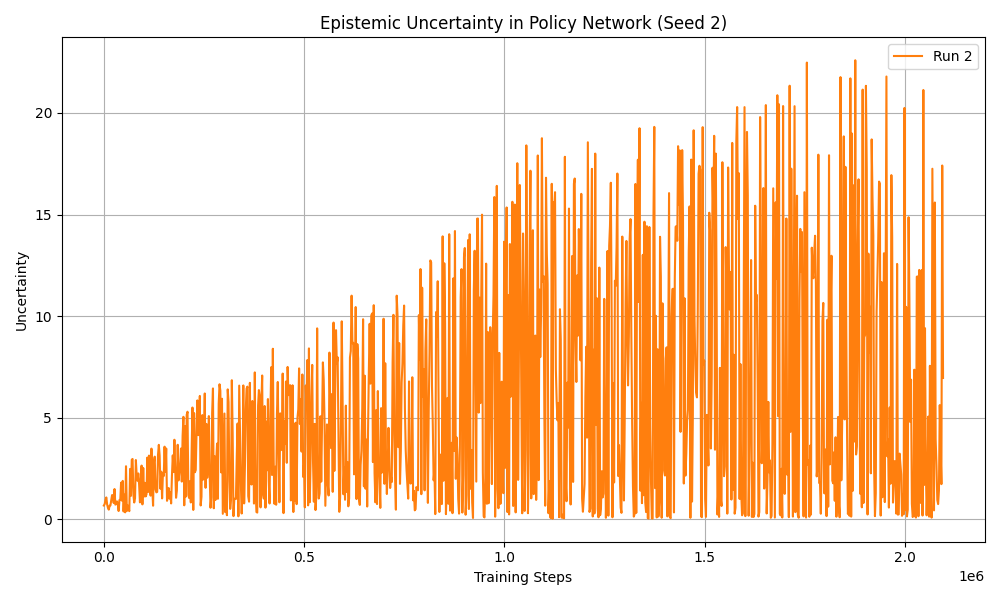 Epistemic Uncertainty in Policy Network (Seed 2)
Run 2
Uncertainty
20
15
10
5
0
0.0 0.5 1.0 1.5 2.0
1e6
Training Steps